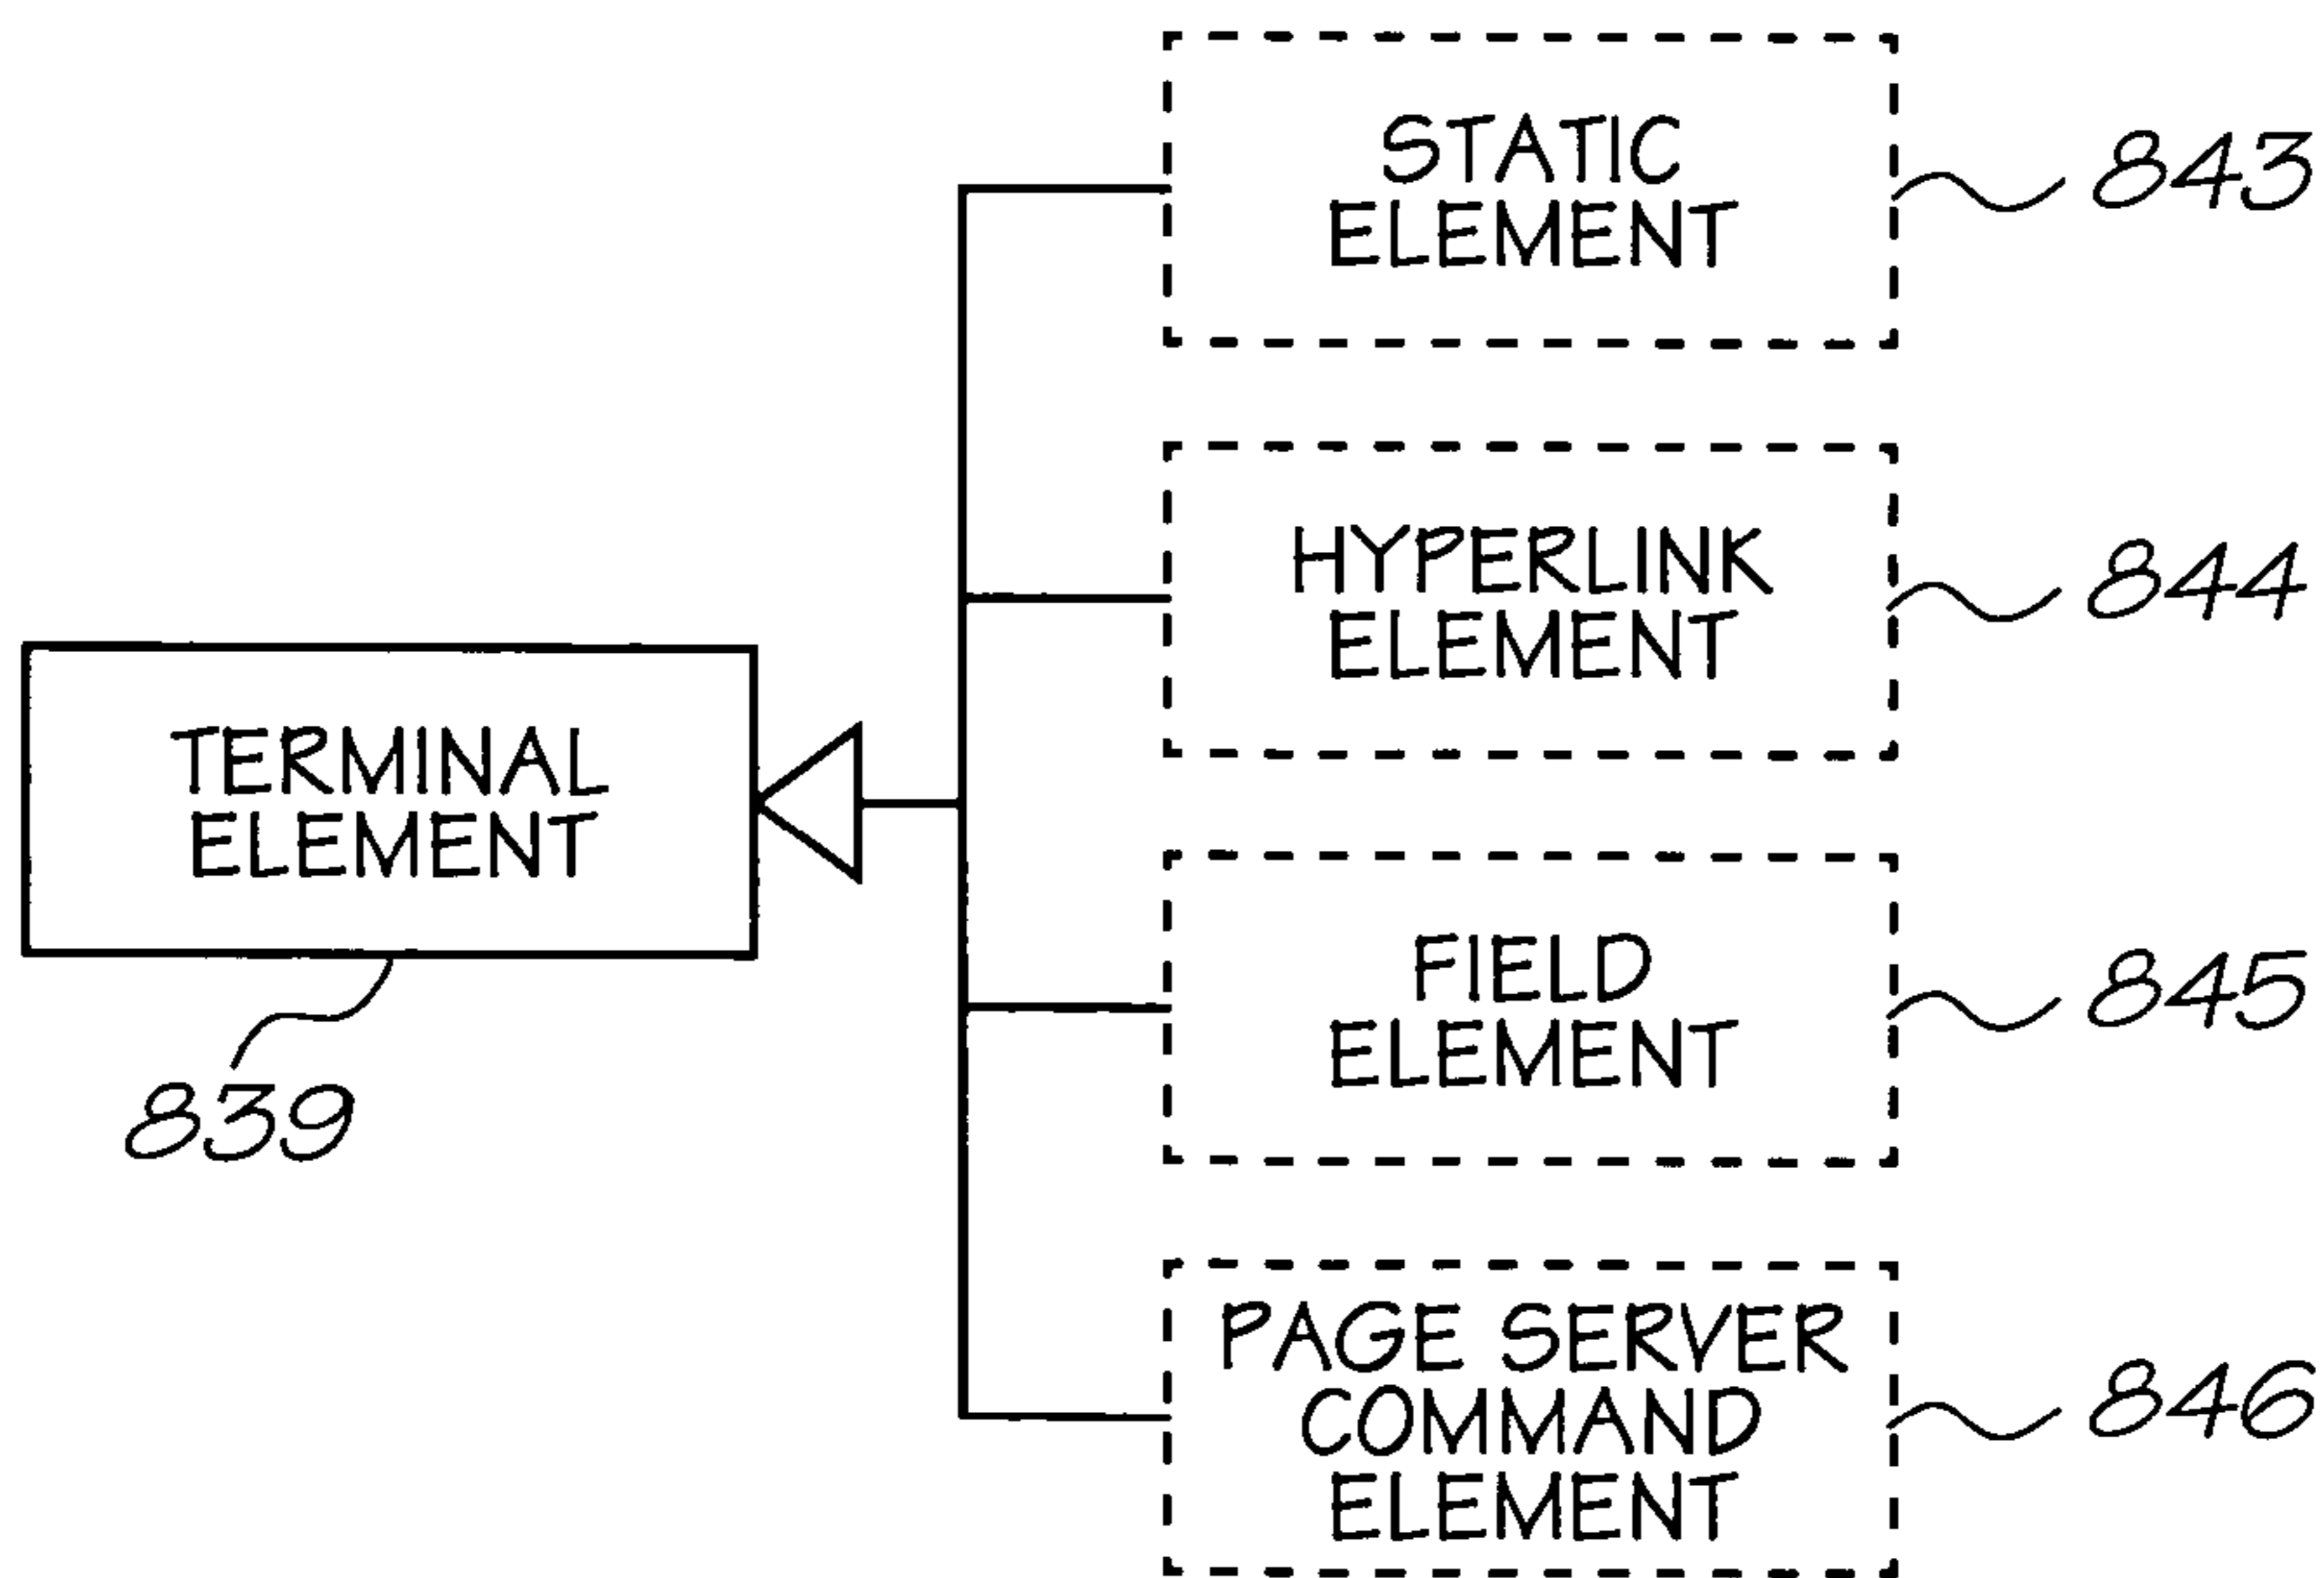 STATIC
ELEMENT
843
HYPERLINK
ELEMENT
844
TERMINAL
ELEMENT
839
FIELD
ELEMENT
845
PAGE SERVER
COMMAND
ELEMENT
846